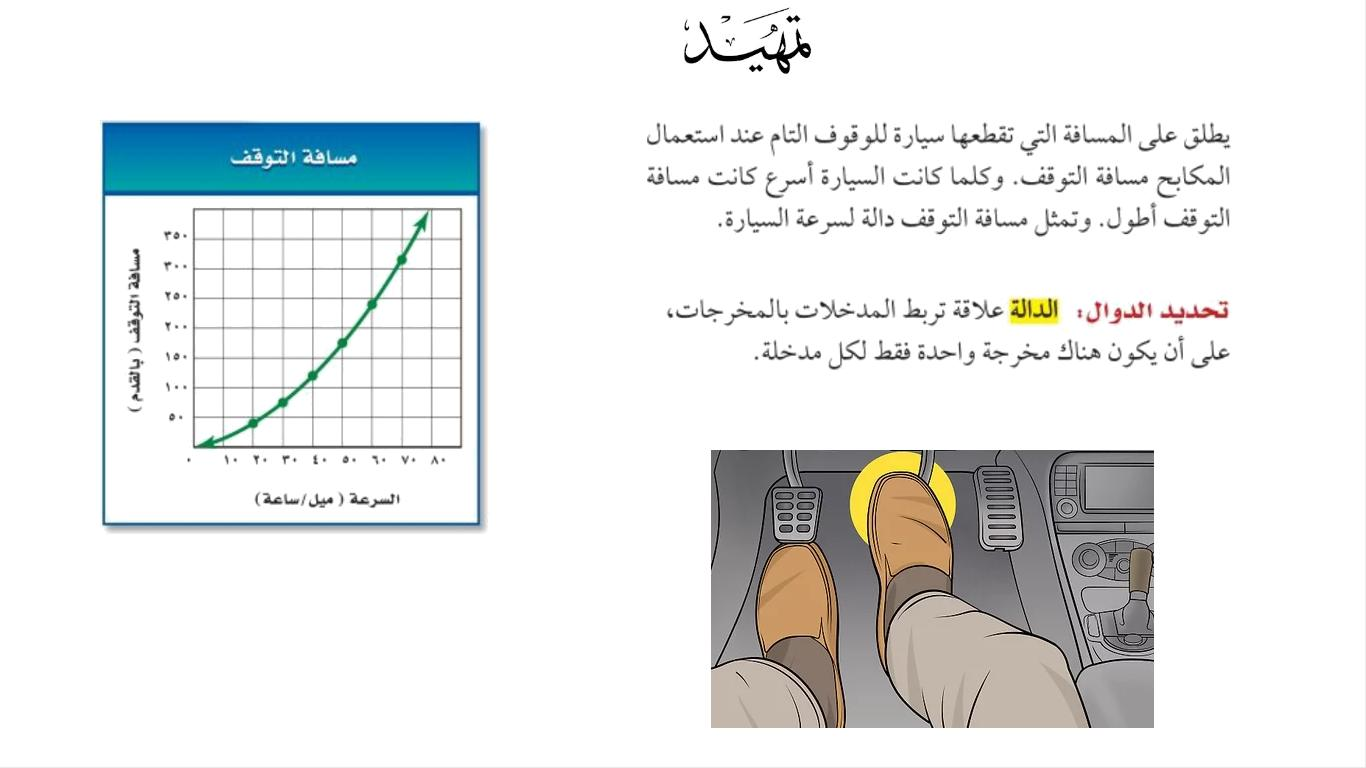 تمهيد
يطلق على المسافة التي تقطعها سيارة للوقوف التام عند استعمال
المكابح مسافة التوقف. وكلما كانت السيارة أسرع كانت مسافة
التوقف أطول. وتمثل مسافة التوقف دالة لسرعة السيارة.
تحديد الدوال: الدالة علاقة تربط المدخلات بالمخرجات،
على أن يكون هناك مخرجة واحدة فقط لكل مدخلة.
مسافة التوقف
مسافة التوقف ( بالقدم )
٣٥٠
٣٠٠
٢٥٠
٢٠٠
١٥٠
١٠٠
٥٠
٠ ١٠ ٢٠ ٣٠ ٤٠ ٥٠ ٦٠ ٧٠ ٨٠
السرعة ( ميل/ساعة )